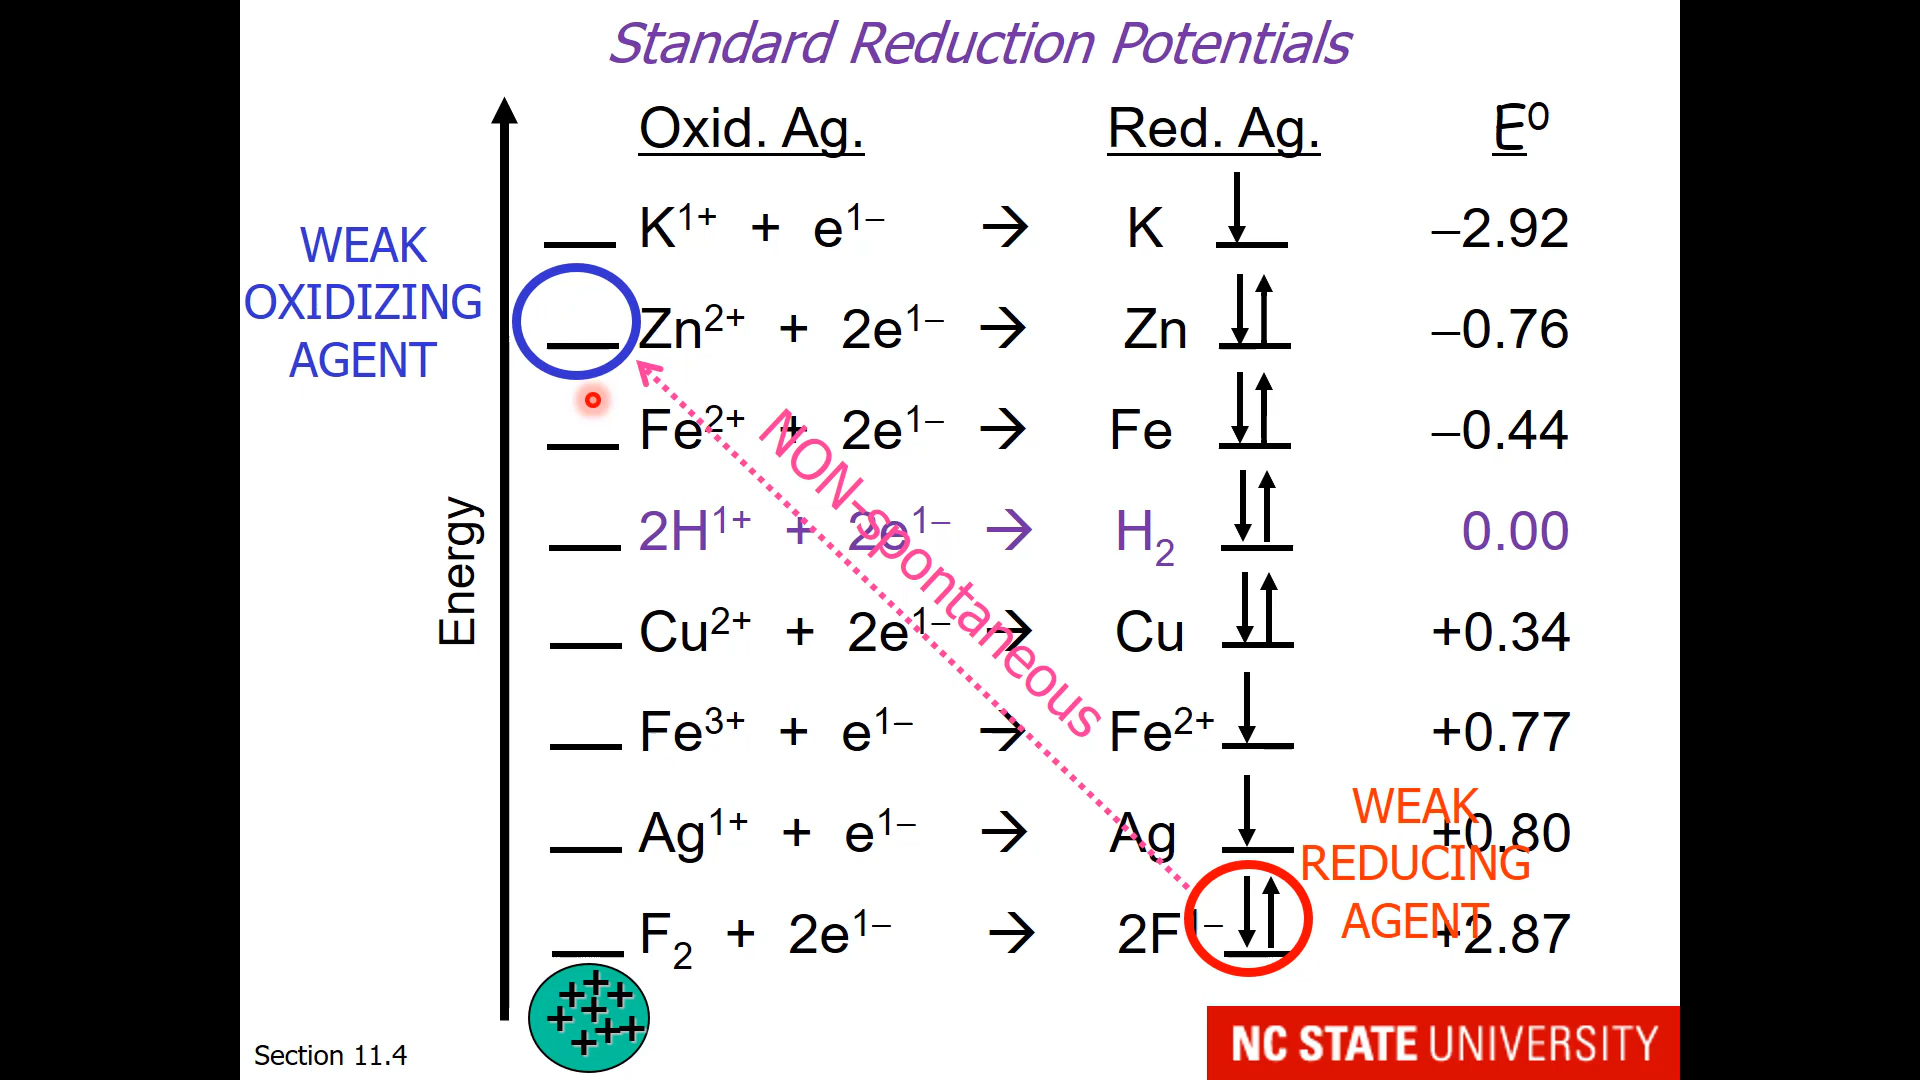 Standard Reduction Potentials
Oxid. Ag. Red. Ag. E⁰
K¹⁺ + e¹⁻ → K –2.92
Zn²⁺ + 2e¹⁻ → Zn –0.76
Fe²⁺ + 2e¹⁻ → Fe –0.44
2H¹⁺ + 2e¹⁻ → H₂ 0.00
Cu²⁺ + 2e¹⁻ → Cu +0.34
Fe³⁺ + e¹⁻ → Fe²⁺ +0.77
Ag¹⁺ + e¹⁻ → Ag +0.80
F₂ + 2e¹⁻ → 2F¹⁻ +2.87
WEAK
OXIDIZING
AGENT
Energy
NON-spontaneous
WEAK
REDUCING
AGENT
+ + + + + + + +
Section 11.4
NC STATE UNIVERSITY